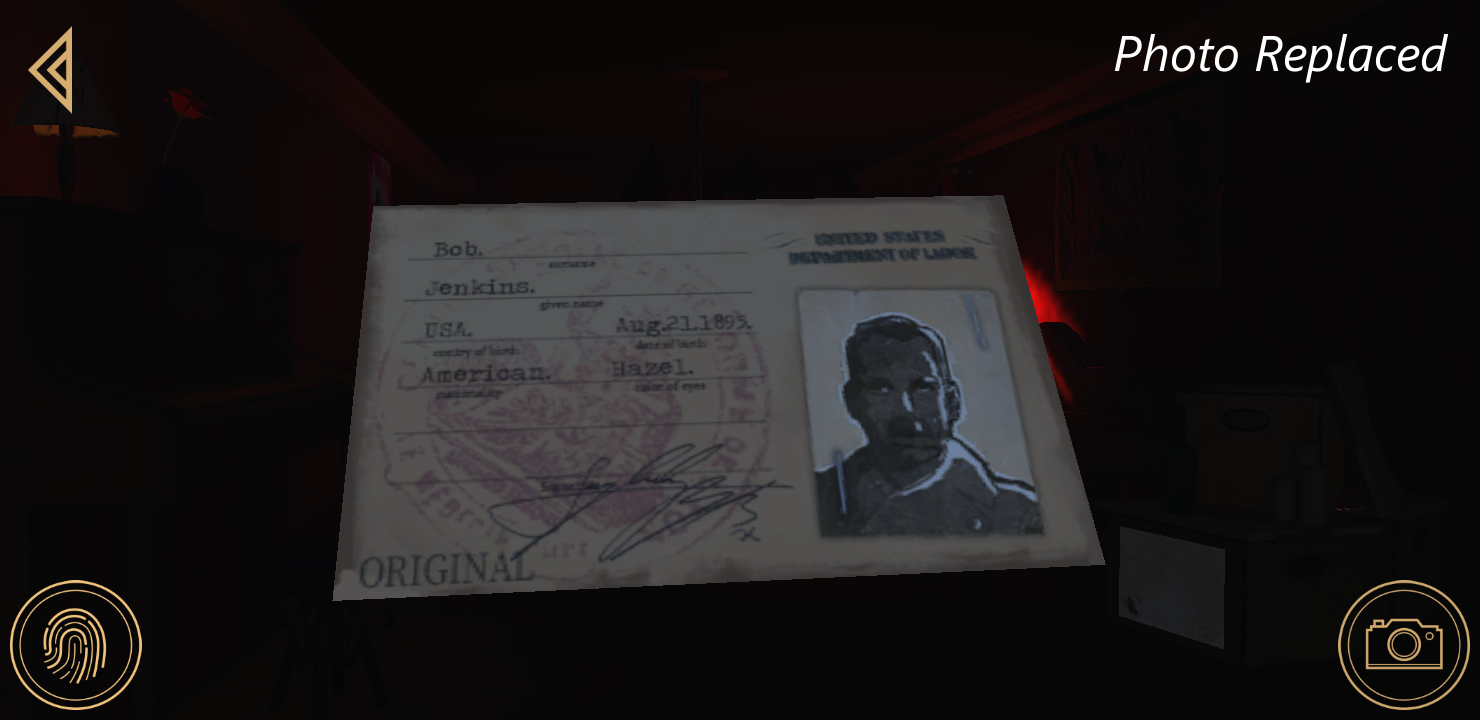 Photo Replaced
Bob.
surname
Jenkins.
given name
USA.
Aug.21.1895.
contry of birth
date of birth
American.
Hazel.
nationality
color of eyes
ORIGINAL
UNITED STATES
DEPARTMENT OF LABOR